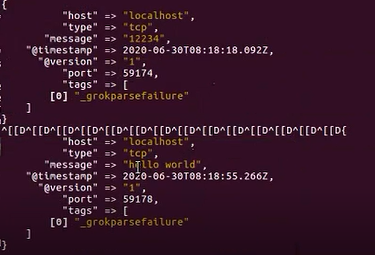 {
"host" => "localhost",
"type" => "tcp",
"message" => "12234",
"@timestamp" => 2020-06-30T08:18:18.092Z,
"@version" => "1",
"port" => 59174,
"tags" => [
[0] "_grokparsefailure"
]
}
^[[D^[[D^[[D^[[D^[[D^[[D^[[D^[[D^[[D^[[D^[[D^[[D^[[D{
"host" => "localhost",
"type" => "tcp",
"message" => "hello world",
"@timestamp" => 2020-06-30T08:18:55.266Z,
"@version" => "1",
"port" => 59178,
"tags" => [
[0] "_grokparsefailure"
]
}